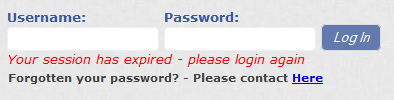 Username: Password:
Log In
Your session has expired - please login again
Forgotten your password? - Please contact Here